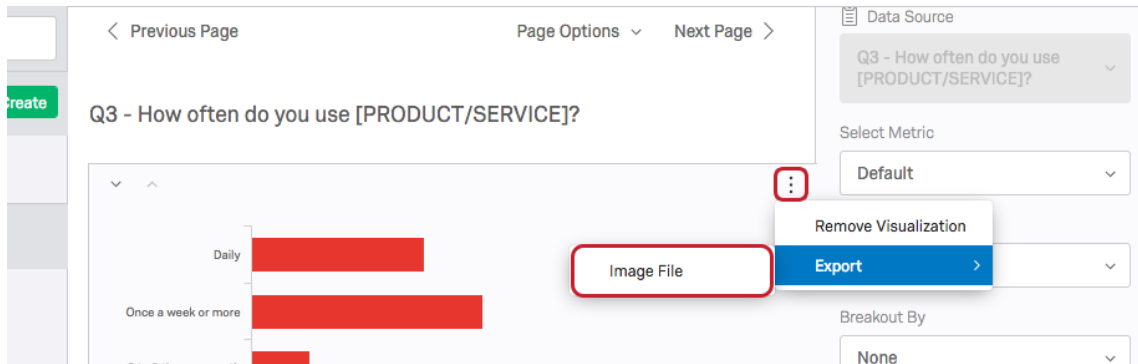 Previous Page
Page Options
Next Page
Data Source
Q3 - How often do you use
[PRODUCT/SERVICE]?
Create
Q3 - How often do you use [PRODUCT/SERVICE]?
Select Metric
Default
Remove Visualization
Export
Image File
Daily
Once a week or more
Breakout By
None